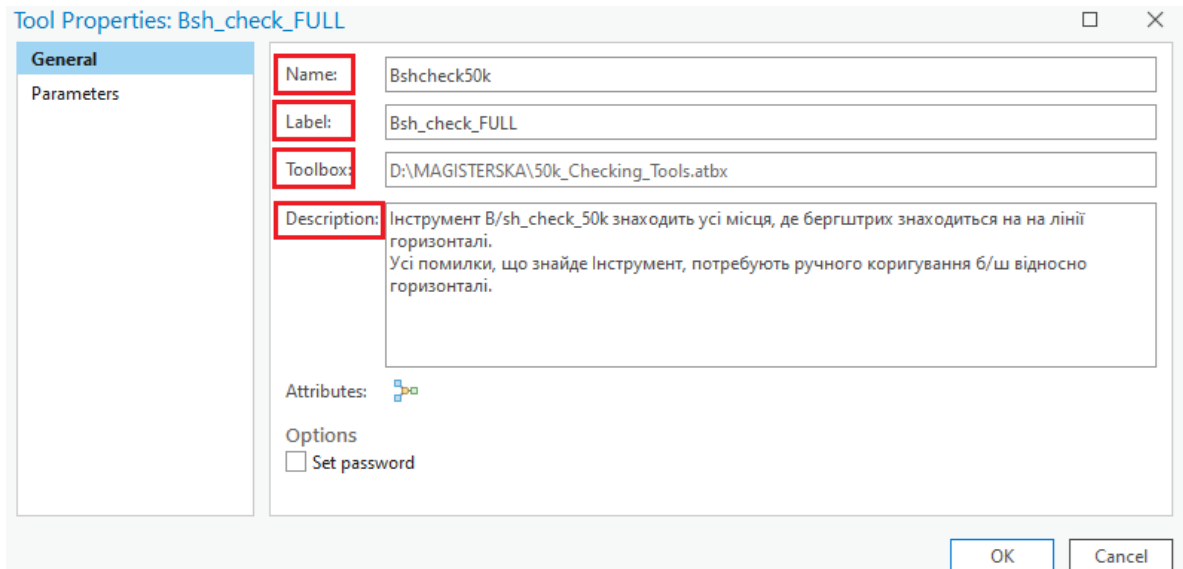 Tool Properties: Bsh_check_FULL
General
Parameters
Name: Bshcheck50k
Label: Bsh_check_FULL
Toolbox: D:\MAGISTERSKA\50k_Checking_Tools.atbx
Description: Інструмент B/sh_check_50k знаходить усі місця, де бергштрих знаходиться на на лінії
горизонталі.
Усі помилки, що знайде Інструмент, потребують ручного коригування б/ш відносно
горизонталі.
Attributes:
Options
Set password
OK Cancel